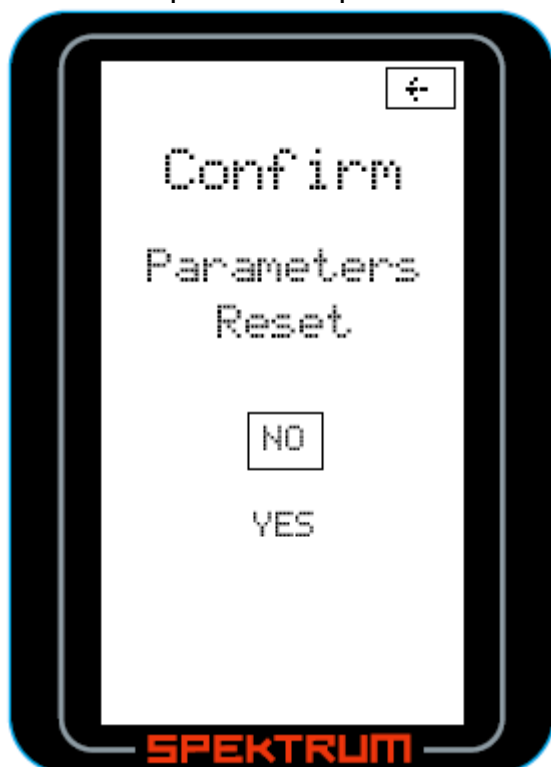 Confirm
Parameters
Reset
NO
YES
SPEKTRUM